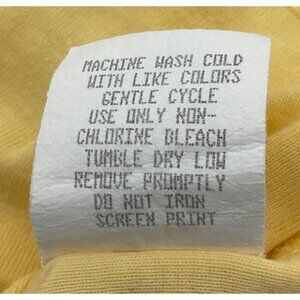 MACHINE WASH COLD
WITH LIKE COLORS
GENTLE CYCLE
USE ONLY NON-
CHLORINE BLEACH
TUMBLE DRY LOW
REMOVE PROMPTLY
DO NOT IRON
SCREEN PRINT